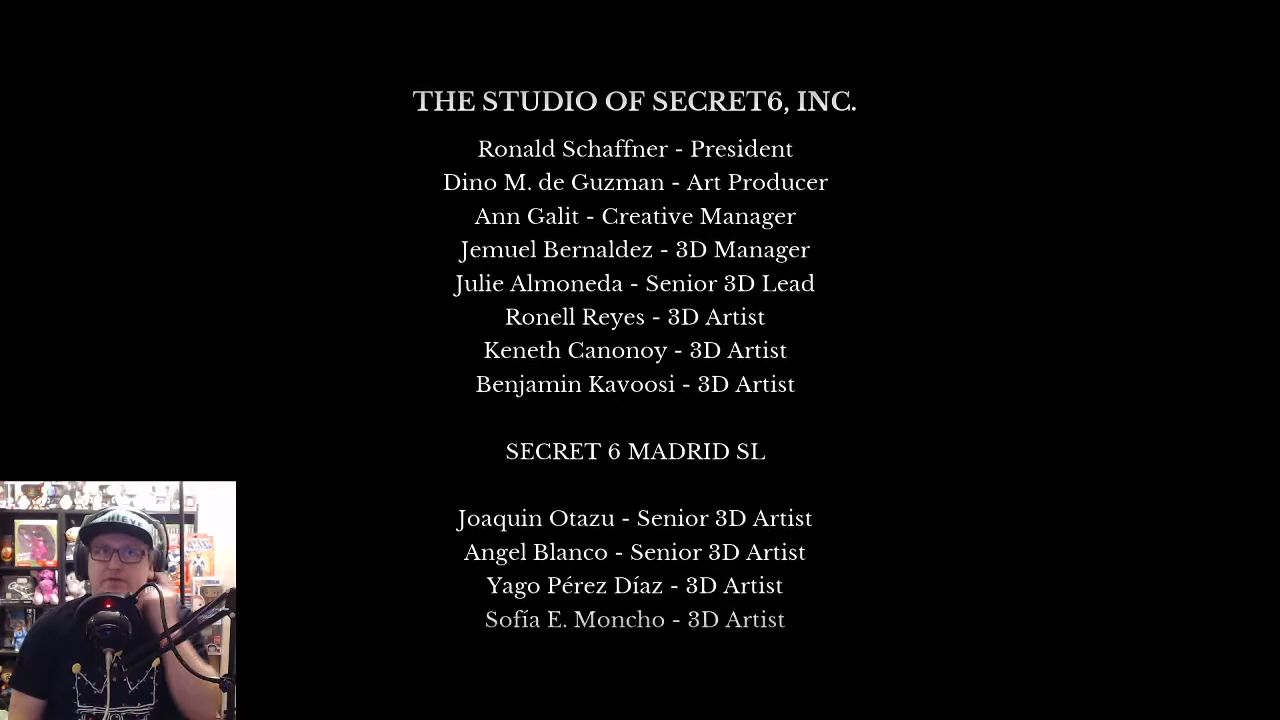 THE STUDIO OF SECRET6, INC.
Ronald Schaffner - President
Dino M. de Guzman - Art Producer
Ann Galit - Creative Manager
Jemuel Bernaldez - 3D Manager
Julie Almoneda - Senior 3D Lead
Ronell Reyes - 3D Artist
Keneth Canonoy - 3D Artist
Benjamin Kavoosi - 3D Artist
SECRET 6 MADRID SL
Joaquin Otazu - Senior 3D Artist
Angel Blanco - Senior 3D Artist
Yago Pérez Díaz - 3D Artist
Sofía E. Moncho - 3D Artist